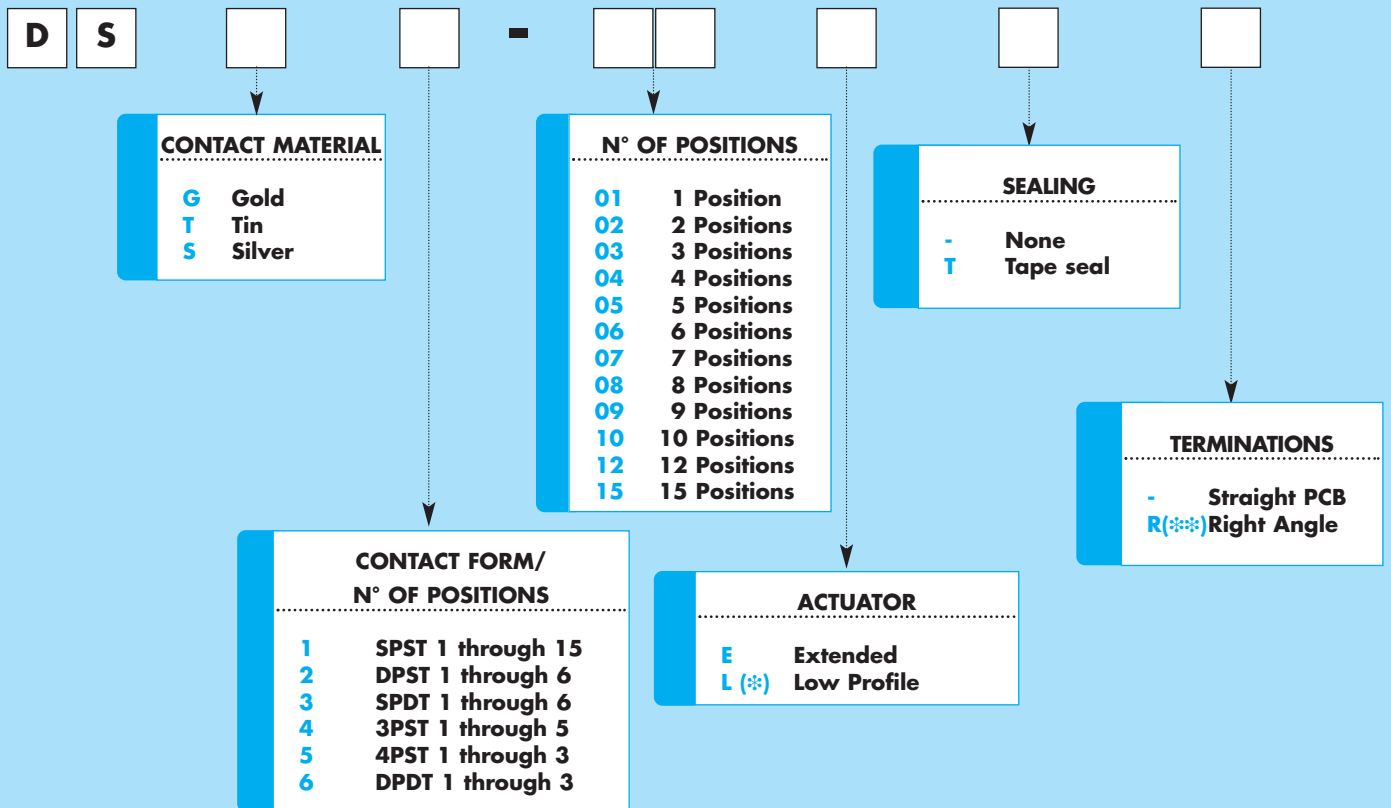 D S -
CONTACT MATERIAL
G Gold
T Tin
S Silver
N° OF POSITIONS
01 1 Position
02 2 Positions
03 3 Positions
04 4 Positions
05 5 Positions
06 6 Positions
07 7 Positions
08 8 Positions
09 9 Positions
10 10 Positions
12 12 Positions
15 15 Positions
SEALING
- None
T Tape seal
TERMINATIONS
- Straight PCB
R(✻✻) Right Angle
CONTACT FORM/
N° OF POSITIONS
1 SPST 1 through 15
2 DPST 1 through 6
3 SPDT 1 through 6
4 3PST 1 through 5
5 4PST 1 through 3
6 DPDT 1 through 3
ACTUATOR
E Extended
L (✻) Low Profile